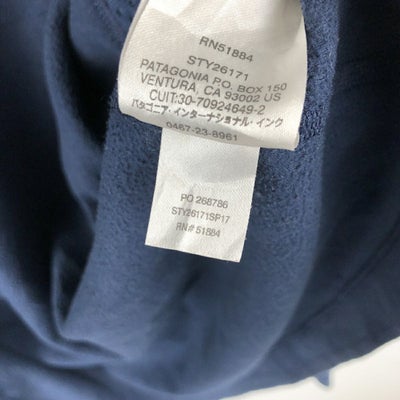 RN51884
STY26171
PATAGONIA P.O. BOX 150
VENTURA, CA 93002 US
CUIT:30-70924649-2
パタゴニア・インターナショナル・インク
0467-23-8961
PO 268786
STY26171SP17
RN# 51884